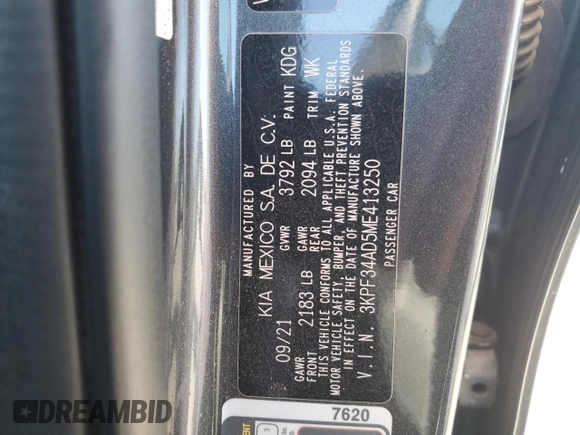 MANUFACTURED BY
KIA MEXICO S.A. DE C.V.
09/21 GVWR 3792 LB PAINT KDG
GAWR FRONT 2183 LB GAWR REAR 2094 LB TRIM WK
THIS VEHICLE CONFORMS TO ALL APPLICABLE U.S.A. FEDERAL
MOTOR VEHICLE SAFETY, BUMPER, AND THEFT PREVENTION STANDARDS
IN EFFECT ON THE DATE OF MANUFACTURE SHOWN ABOVE.
V.I.N. 3KPF34AD5ME413250
PASSENGER CAR
7620
DREAMBID